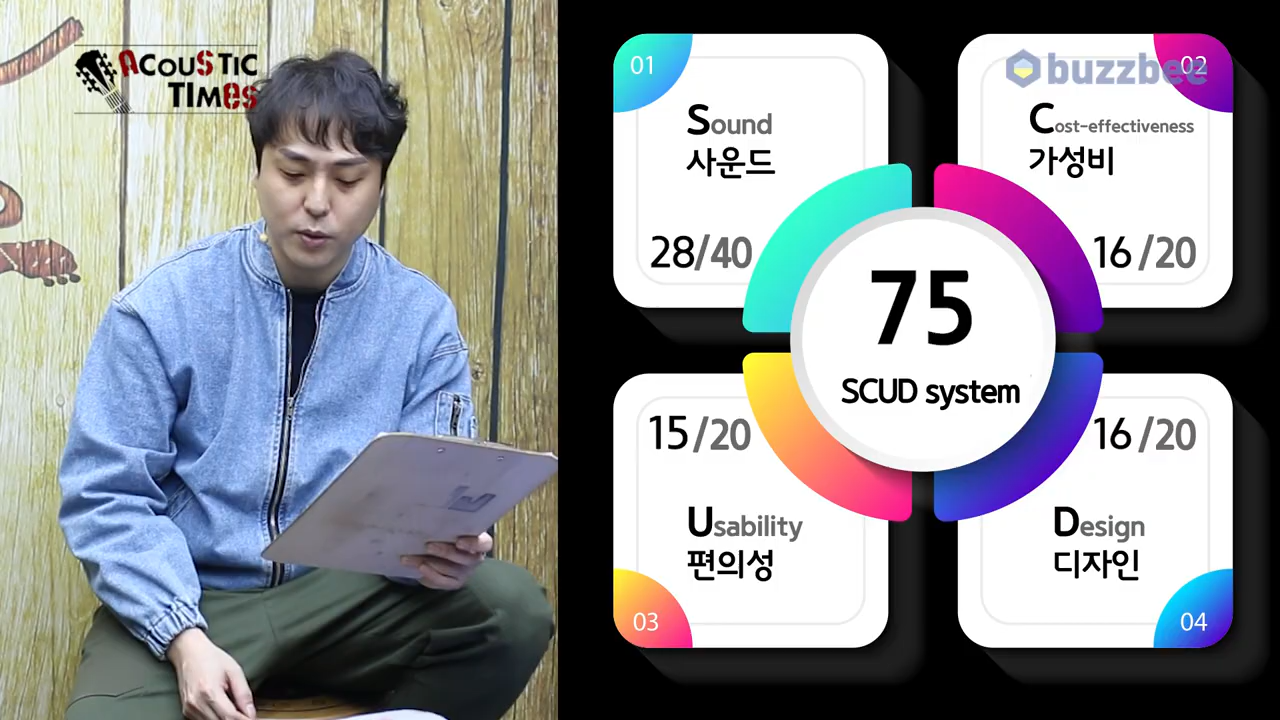 AcouStic
TImes
01
Sound
사운드
28/40
buzzbee
02
Cost-effectiveness
가성비
16/20
75
SCUD system
15/20
Usability
편의성
03
16/20
Design
디자인
04